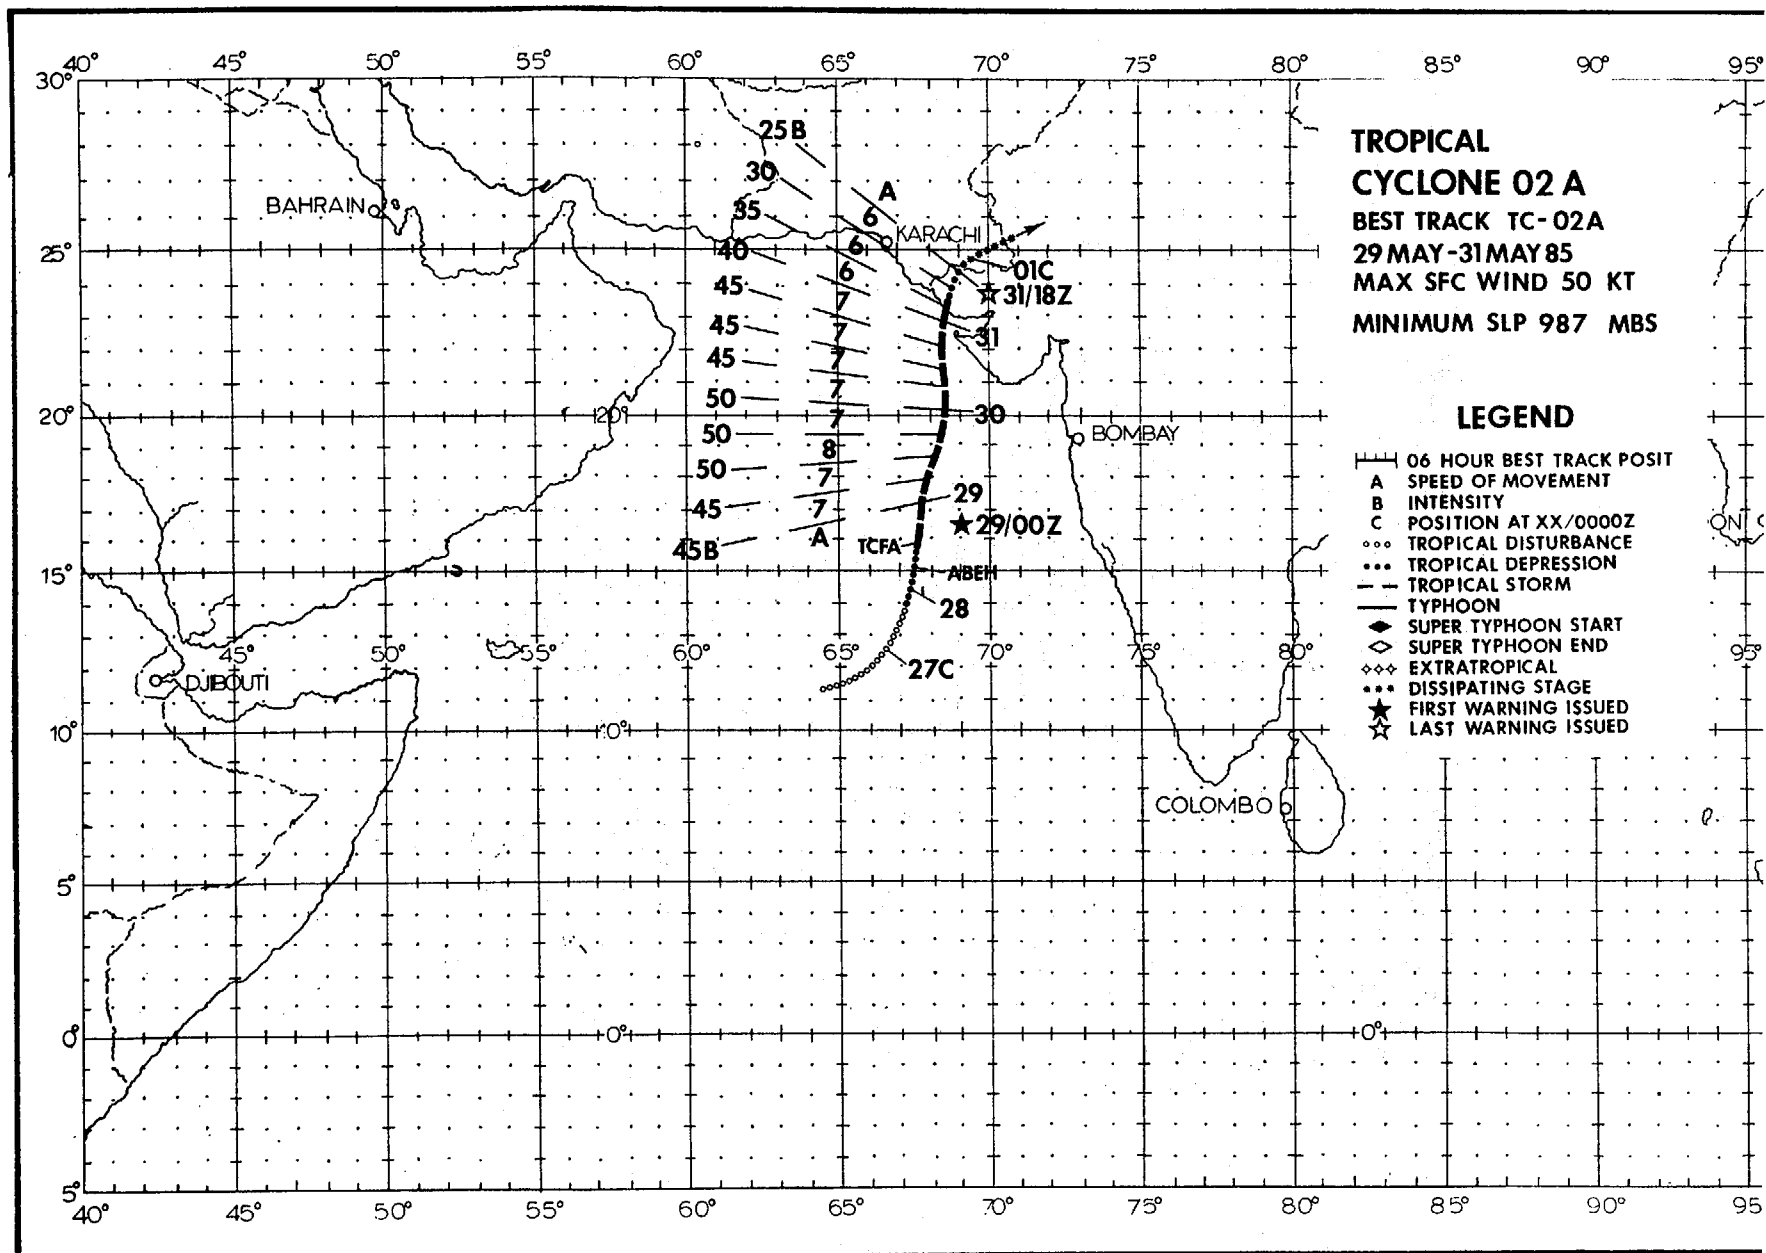 40° 45° 50° 55° 60° 65° 70° 75° 80° 85° 90° 95°
30°
25B
TROPICAL
CYCLONE 02 A
BEST TRACK TC-02A
29 MAY-31 MAY 85
MAX SFC WIND 50 KT
MINIMUM SLP 987 MBS
30
A
BAHRAIN
35
6
KARACHI
25°
40
6
01C
45
6
31/18Z
7
45
7
31
45
7
50
7
20°
20°
7
30
LEGEND
50
BOMBAY
8
06 HOUR BEST TRACK POSIT
50
7
A SPEED OF MOVEMENT
45
29
B INTENSITY
7
29/00Z
C POSITION AT XX/0000Z
ON
45B
A
TCFA
TROPICAL DISTURBANCE
15°
ABEH
TROPICAL DEPRESSION
TROPICAL STORM
28
TYPHOON
SUPER TYPHOON START
45° 50° 60° 65° 70° 75° 80° 95°
SUPER TYPHOON END
27C
EXTRATROPICAL
DJIBOUTI
DISSIPATING STAGE
FIRST WARNING ISSUED
LAST WARNING ISSUED
10°
10°
COLOMBO
5°
0°
0°
0°
5°
40° 45° 50° 55° 60° 65° 70° 75° 80° 85° 90° 95